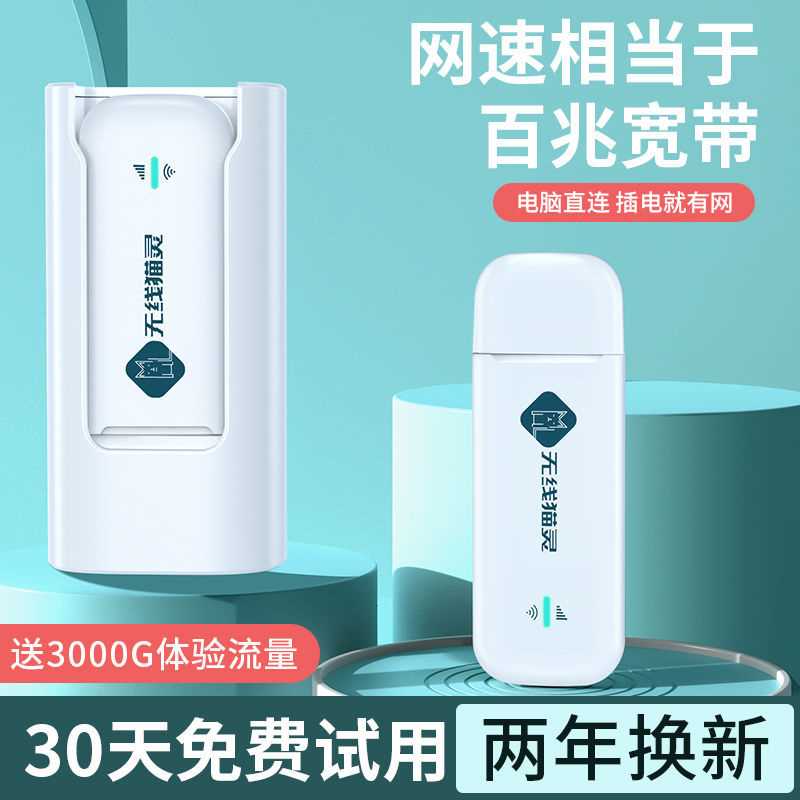 网速相当于
百兆宽带
电脑直连 插电就有网
无线猫灵
无线猫灵
送3000G体验流量
30天免费试用
两年换新